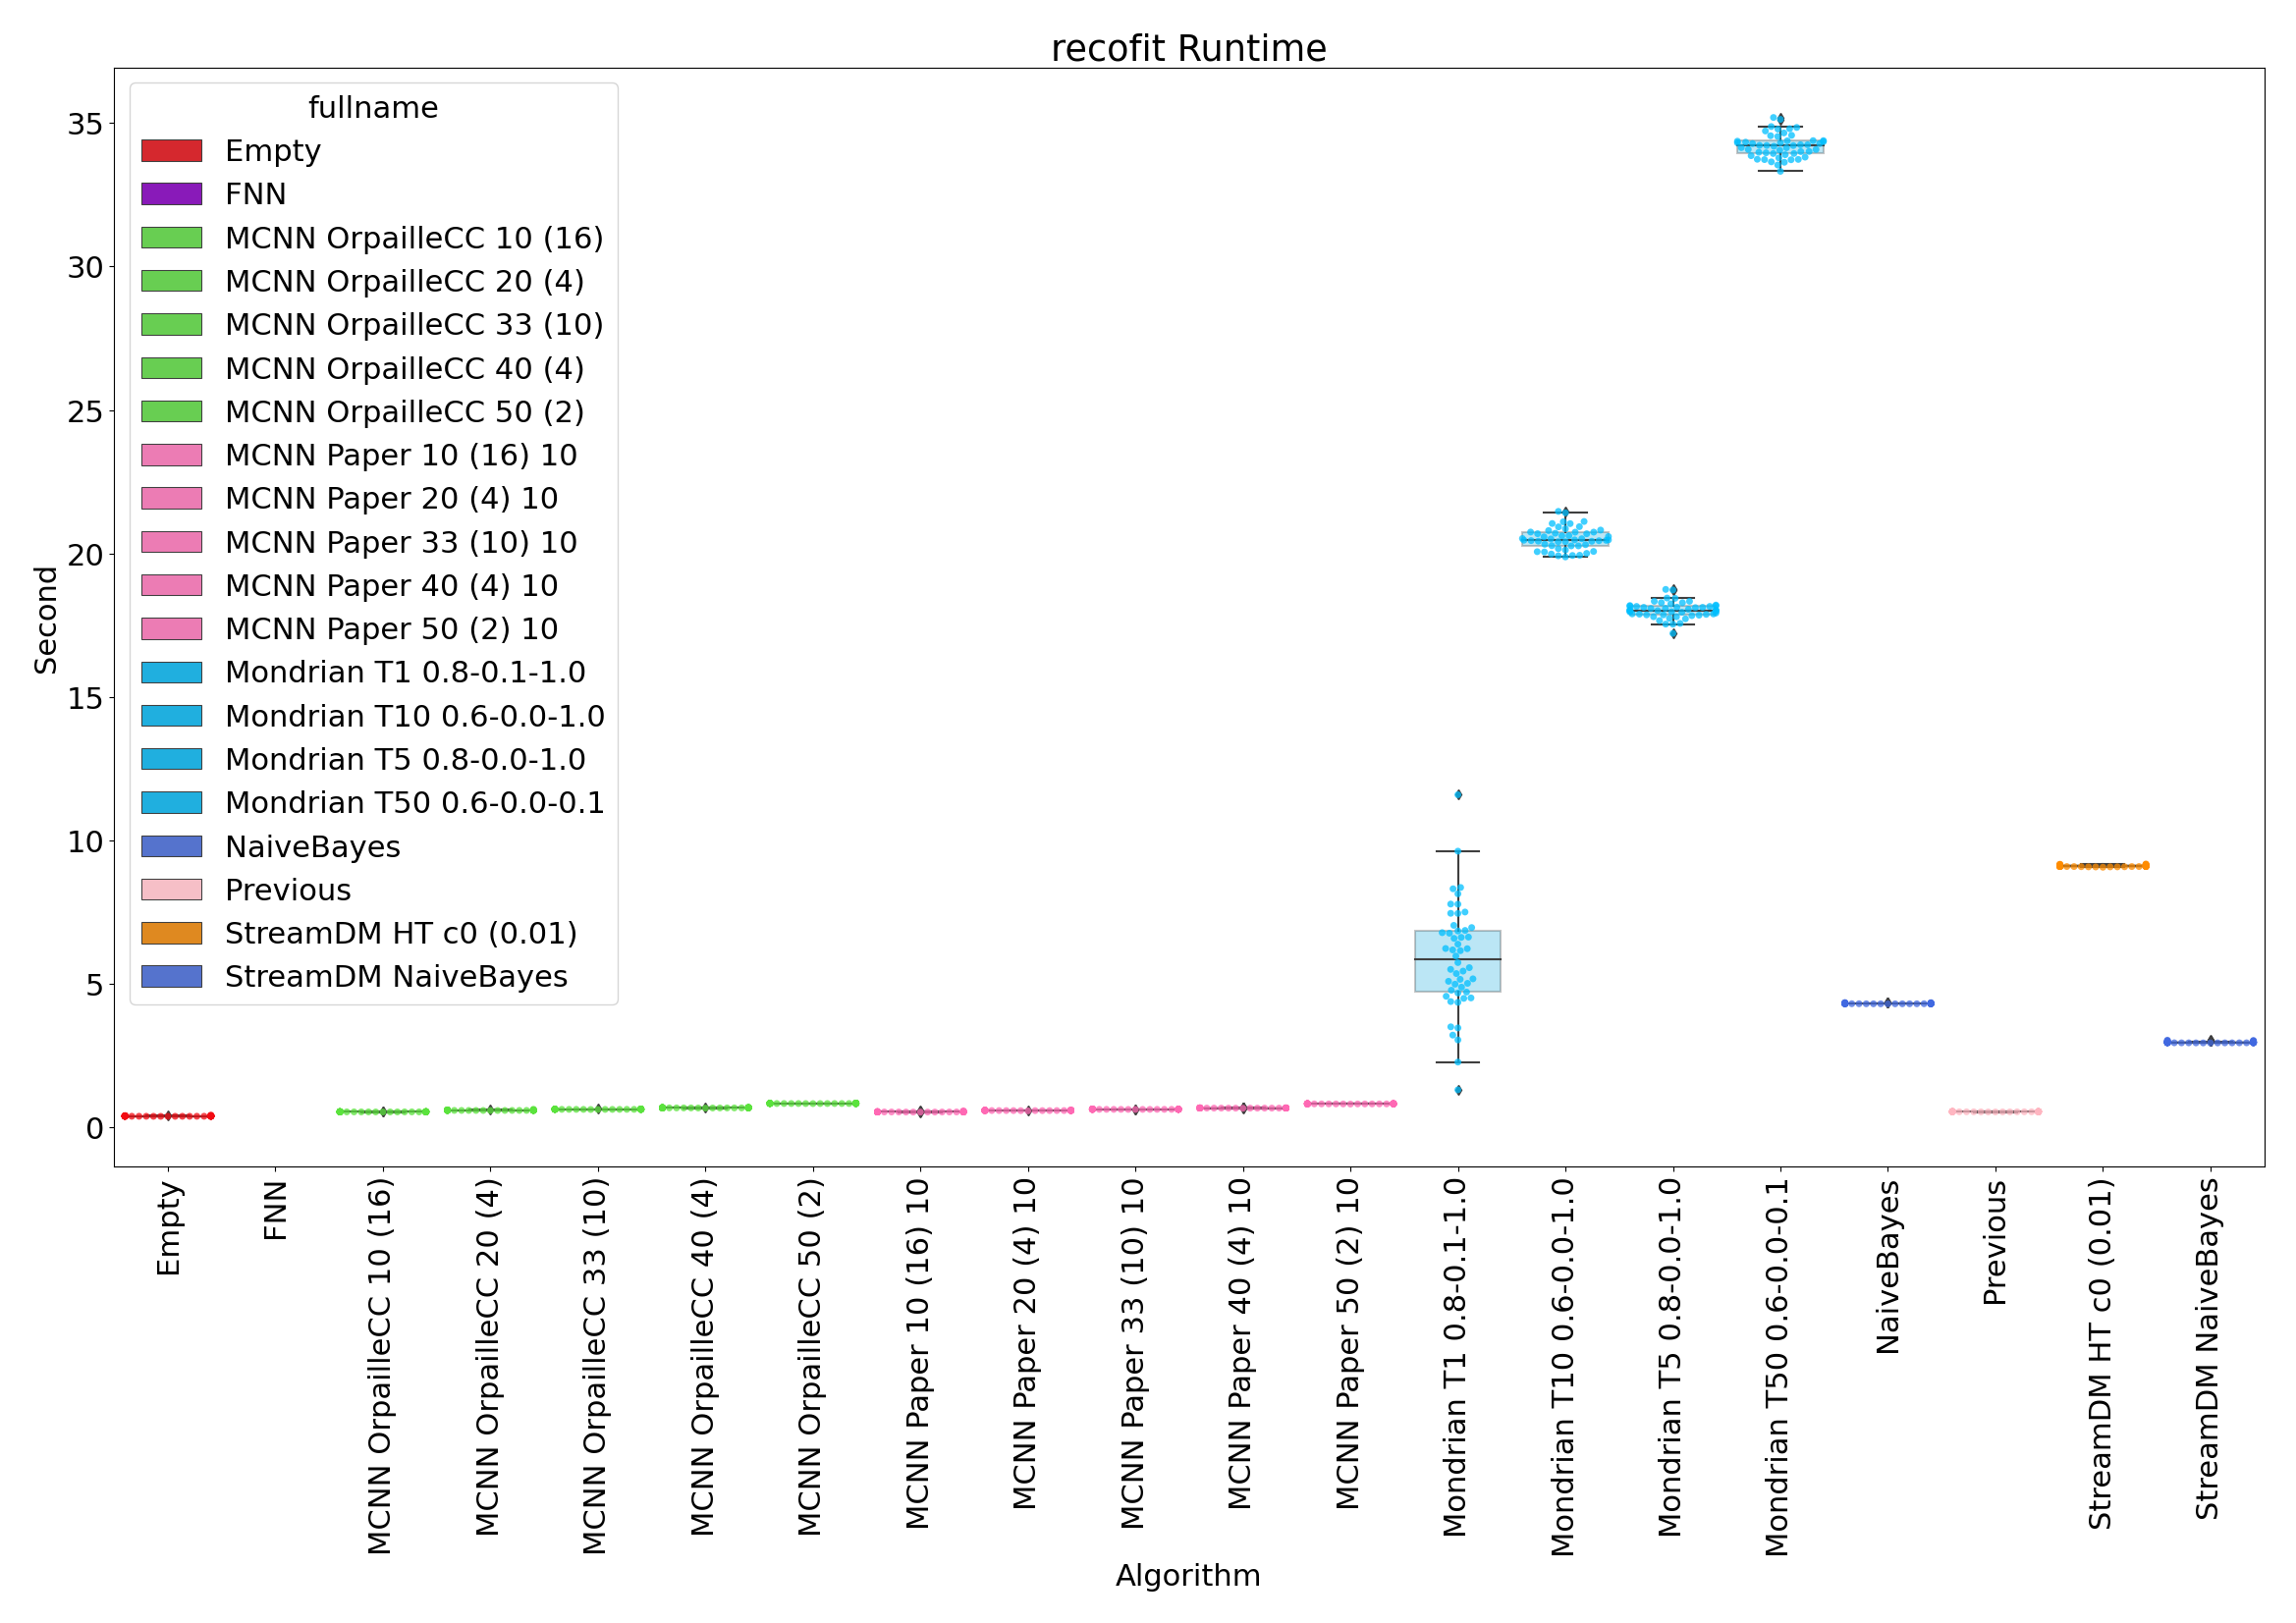 recofit Runtime
fullname
Empty
FNN
MCNN OrpailleCC 10 (16)
MCNN OrpailleCC 20 (4)
MCNN OrpailleCC 33 (10)
MCNN OrpailleCC 40 (4)
MCNN OrpailleCC 50 (2)
MCNN Paper 10 (16) 10
MCNN Paper 20 (4) 10
MCNN Paper 33 (10) 10
MCNN Paper 40 (4) 10
MCNN Paper 50 (2) 10
Mondrian T1 0.8-0.1-1.0
Mondrian T10 0.6-0.0-1.0
Mondrian T5 0.8-0.0-1.0
Mondrian T50 0.6-0.0-0.1
NaiveBayes
Previous
StreamDM HT c0 (0.01)
StreamDM NaiveBayes
Second
35
30
25
20
15
10
5
0
Empty
FNN
MCNN OrpailleCC 10 (16)
MCNN OrpailleCC 20 (4)
MCNN OrpailleCC 33 (10)
MCNN OrpailleCC 40 (4)
MCNN OrpailleCC 50 (2)
MCNN Paper 10 (16) 10
MCNN Paper 20 (4) 10
MCNN Paper 33 (10) 10
MCNN Paper 40 (4) 10
MCNN Paper 50 (2) 10
Mondrian T1 0.8-0.1-1.0
Mondrian T10 0.6-0.0-1.0
Mondrian T5 0.8-0.0-1.0
Mondrian T50 0.6-0.0-0.1
NaiveBayes
Previous
StreamDM HT c0 (0.01)
StreamDM NaiveBayes
Algorithm